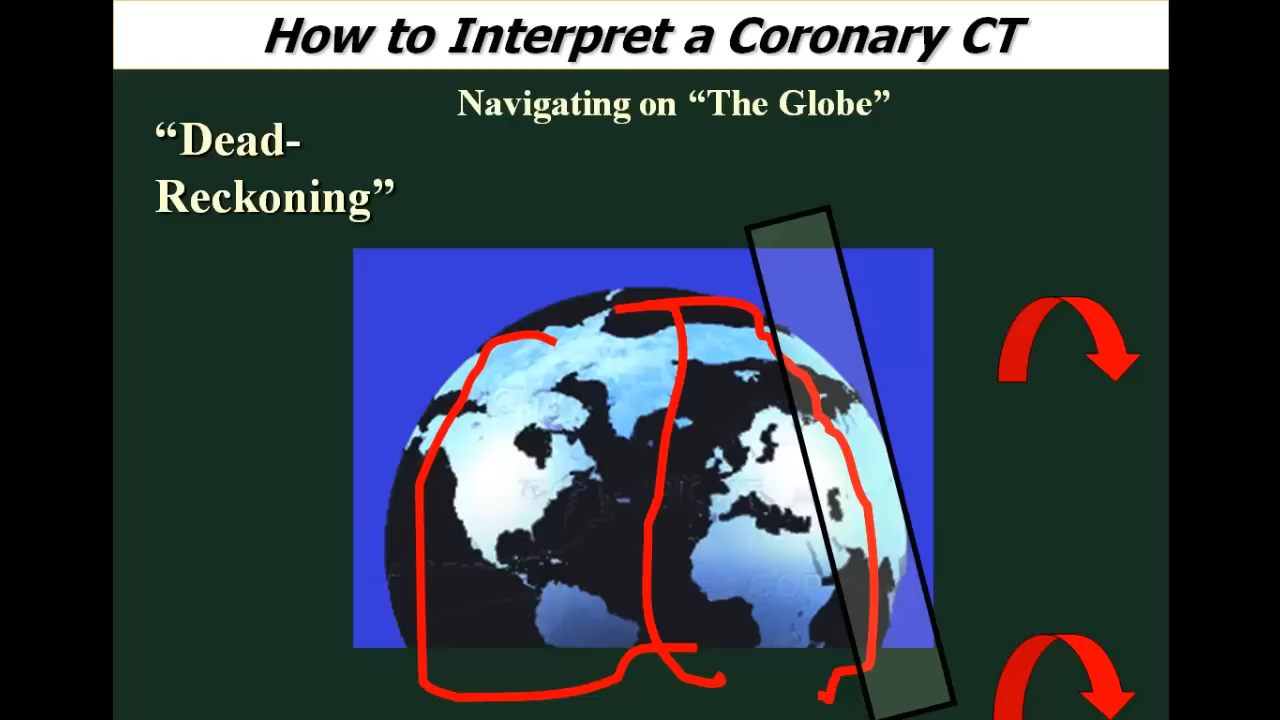 How to Interpret a Coronary CT
Navigating on “The Globe”
“Dead-
Reckoning”